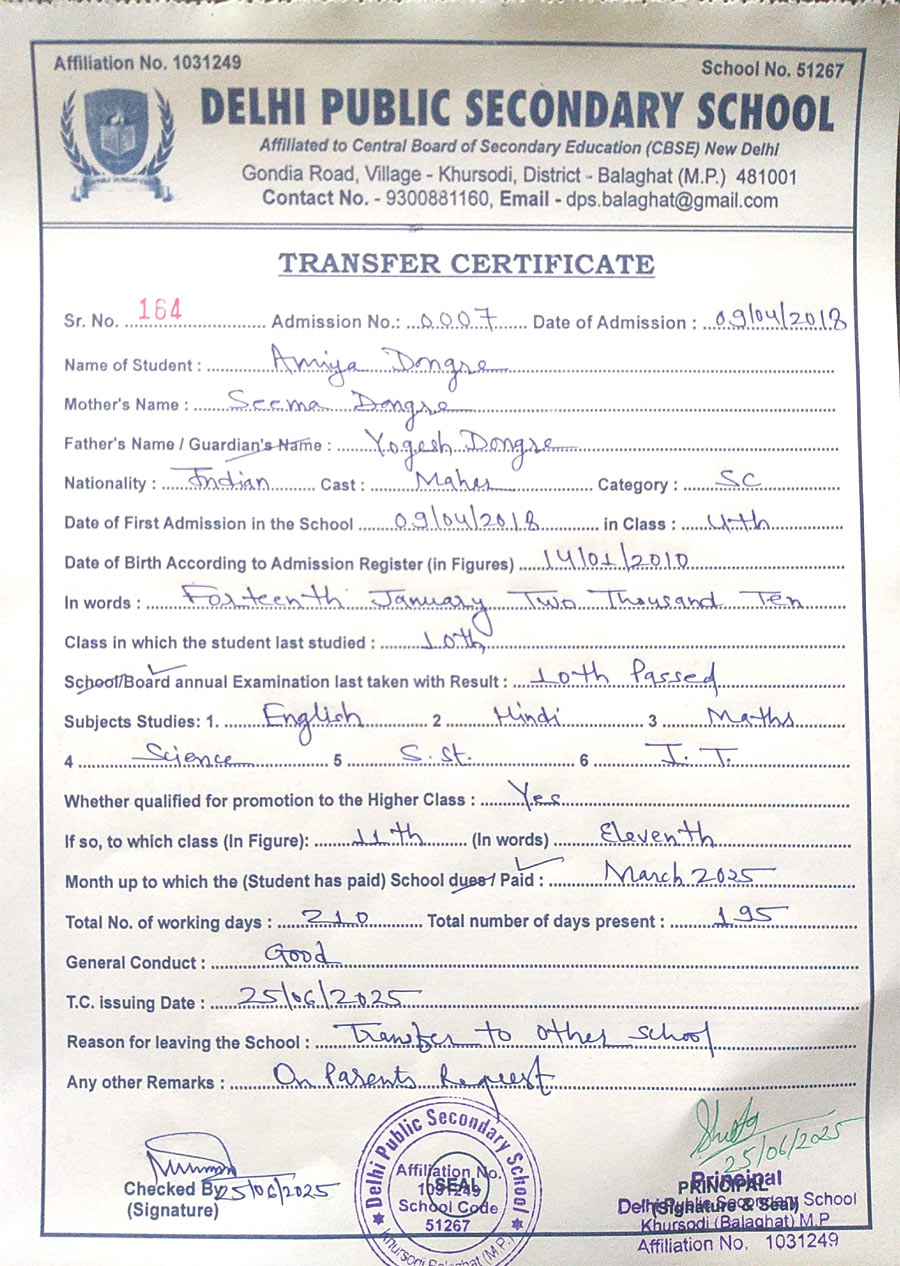 Affiliation No. 1031249 School No. 51267
DELHI PUBLIC SECONDARY SCHOOL
Affiliated to Central Board of Secondary Education (CBSE) New Delhi
Gondia Road, Village - Khursodi, District - Balaghat (M.P.) 481001
Contact No. - 9300881160, Email - dps.balaghat@gmail.com
TRANSFER CERTIFICATE
Sr. No. 164 Admission No.: 0007 Date of Admission : 09/04/2018
Name of Student : Amiya Dongre
Mother's Name : Seema Dongre
Father's Name / Guardian's Name : Yogesh Dongre
Nationality : Indian Cast : Maher Category : SC
Date of First Admission in the School 09/04/2018 in Class : 4th
Date of Birth According to Admission Register (in Figures) 14/01/2010
In words : Forteenth January Two Thousand Ten
Class in which the student last studied : 10th
School/Board annual Examination last taken with Result : 10th Passed
Subjects Studies: 1. English 2 Hindi 3 Maths
4 Science 5 S.St. 6 I.T.
Whether qualified for promotion to the Higher Class : Yes
If so, to which class (In Figure): 11th (In words) Eleventh
Month up to which the (Student has paid) School dues / Paid : March 2025
Total No. of working days : 210 Total number of days present : 195
General Conduct : Good
T.C. issuing Date : 25/06/2025
Reason for leaving the School : Transfer to other school
Any other Remarks : On Parents Request
Checked By 25/06/2025
(Signature)
Delhi Public Secondary School
Affiliation No.
1031249
SEAL
School Code
51267
Khursodi Balaghat (M.P.)
25/06/2025
Principal
PRINCIPAL
Delhi Public Secondary School
(Signature & Seal)
Khursodi (Balaghat) M.P
Affiliation No. 1031249